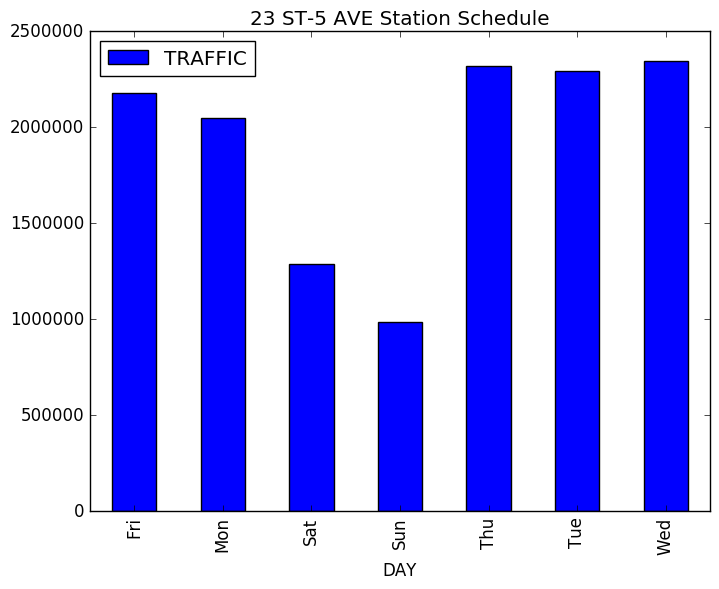 23 ST-5 AVE Station Schedule
TRAFFIC
2500000
2000000
1500000
1000000
500000
0
Fri
Mon
Sat
Sun
Thu
Tue
Wed
DAY